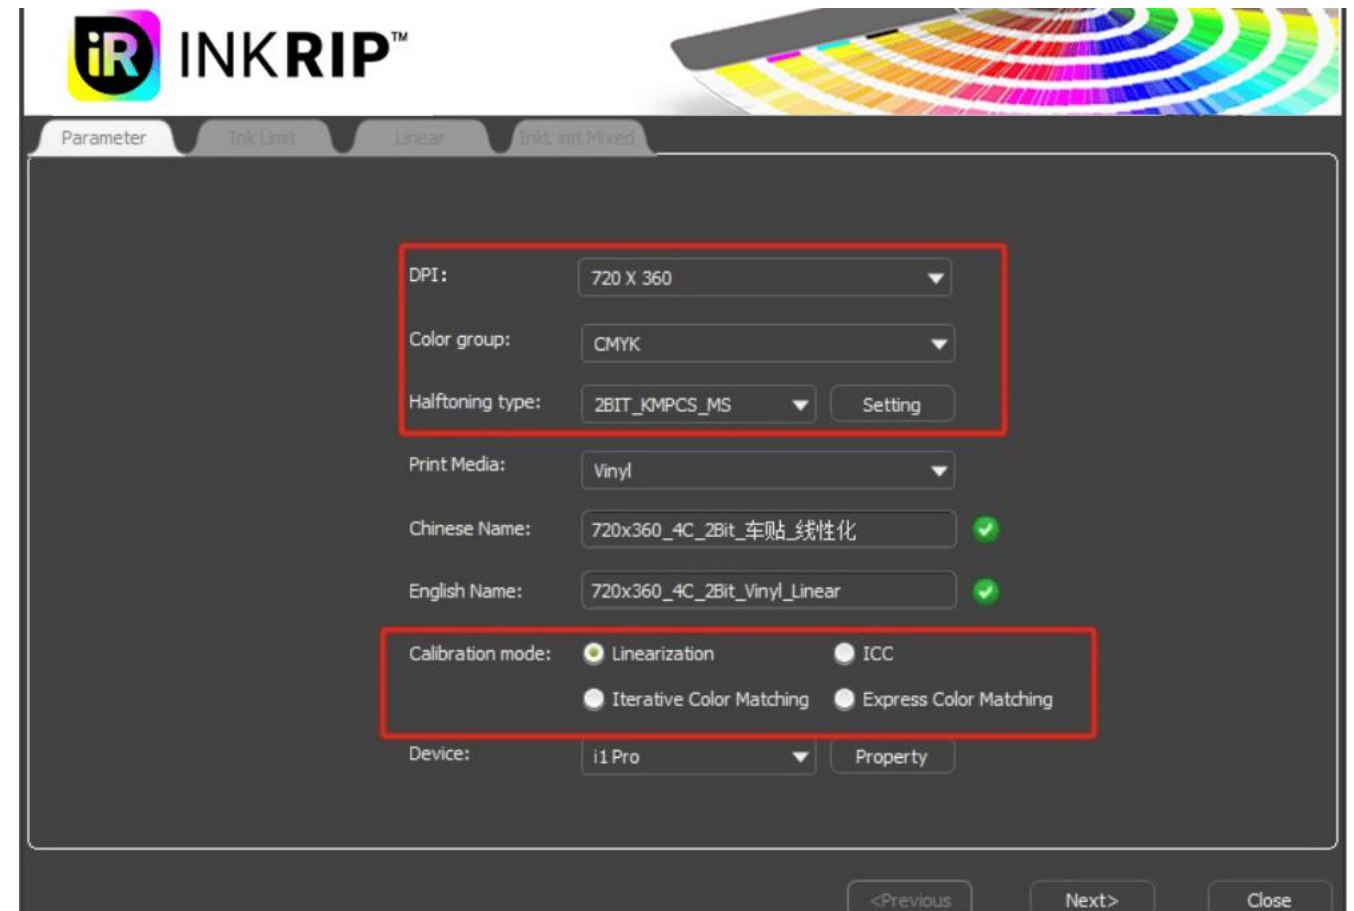 iR INKRIP™
Parameter Ink Limit Linear InkLimt Mixed
DPI: 720 X 360
Color group: CMYK
Halftoning type: 2BIT_KMPCS_MS Setting
Print Media: Vinyl
Chinese Name: 720x360_4C_2Bit_车贴_线性化
English Name: 720x360_4C_2Bit_Vinyl_Linear
Calibration mode: Linearization ICC
Iterative Color Matching Express Color Matching
Device: i1 Pro Property
<Previous Next> Close